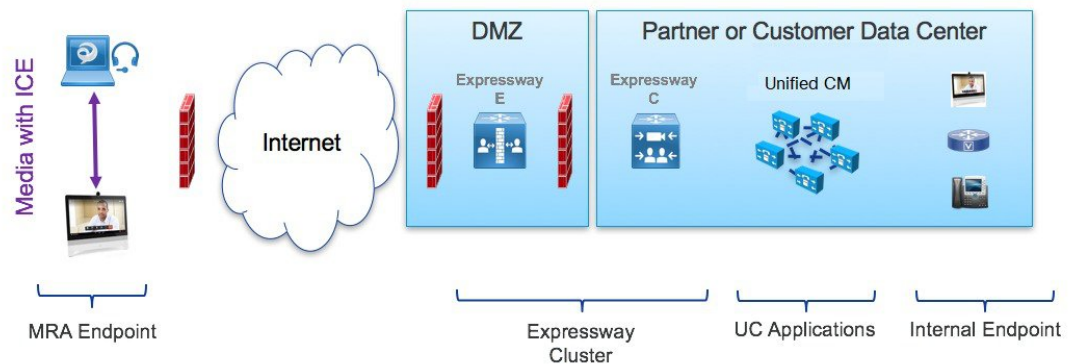 DMZ
Partner or Customer Data Center
Expressway
E
Expressway
C
Unified CM
Media with ICE
Internet
V
MRA Endpoint
Expressway
Cluster
UC Applications
Internal Endpoint